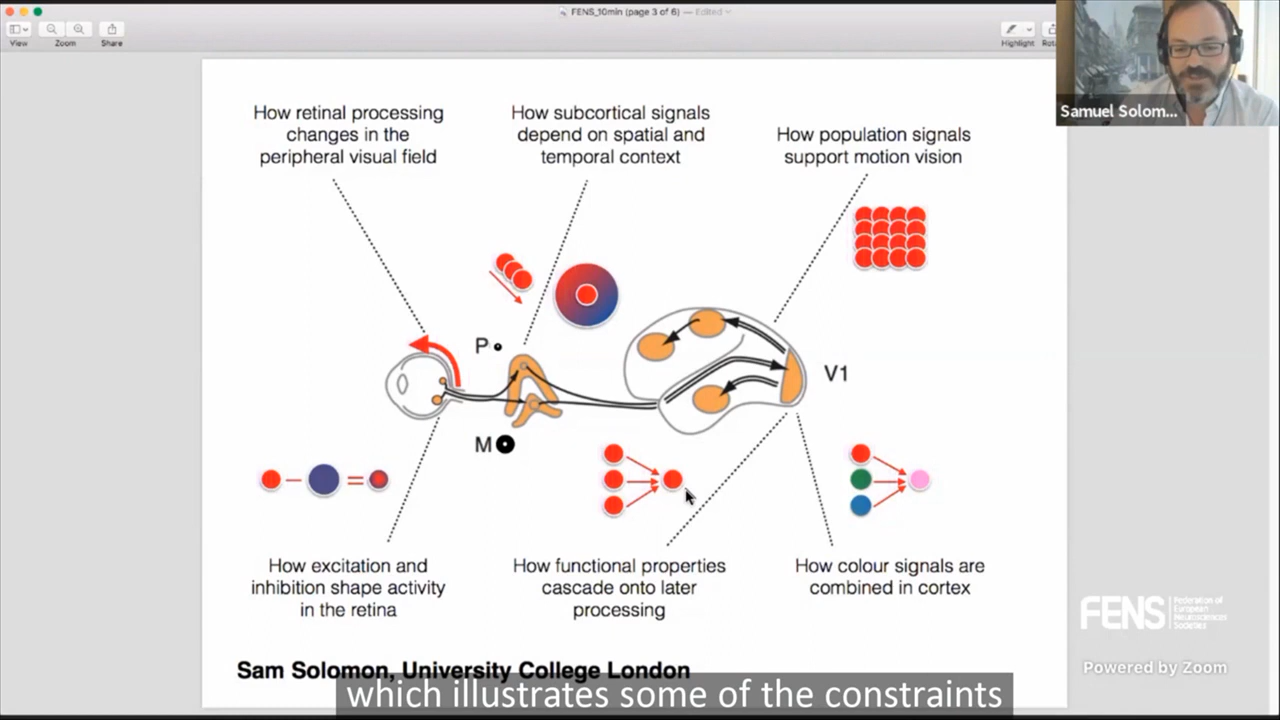 FENS_10min (page 3 of 6) — Edited
View
Zoom
Share
Highlight
Samuel Solom...
How retinal processing
changes in the
peripheral visual field
How subcortical signals
depend on spatial and
temporal context
How population signals
support motion vision
P
V1
M
How excitation and
inhibition shape activity
in the retina
How functional properties
cascade onto later
processing
How colour signals are
combined in cortex
FENS
Federation of
European
Neuroscience
Societies
Powered by Zoom
Sam Solomon, University College London
which illustrates some of the constraints